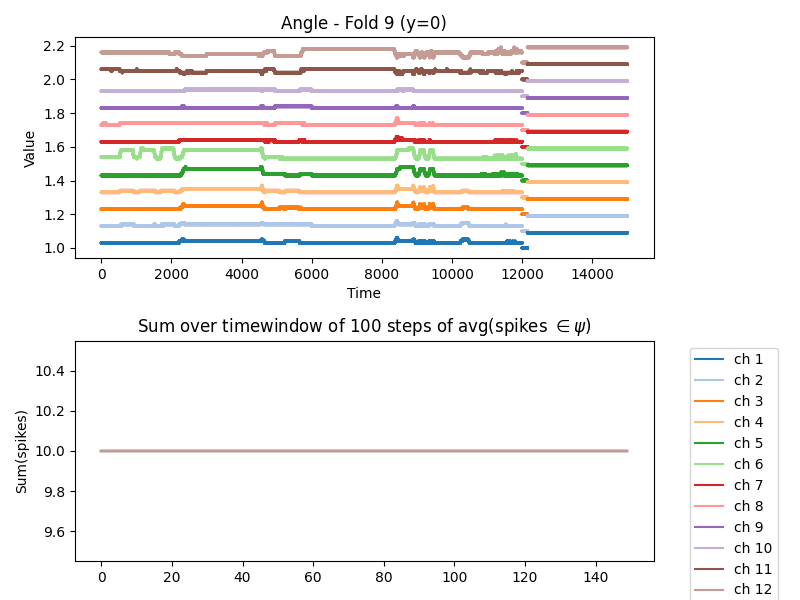 Angle - Fold 9 (y=0)
2.2
2.0
1.8
1.6
1.4
1.2
1.0
Value
0 2000 4000 6000 8000 10000 12000 14000
Time
Sum over timewindow of 100 steps of avg(spikes ∈ ψ)
10.4
10.2
10.0
9.8
9.6
Sum(spikes)
0 20 40 60 80 100 120 140
ch 1
ch 2
ch 3
ch 4
ch 5
ch 6
ch 7
ch 8
ch 9
ch 10
ch 11
ch 12